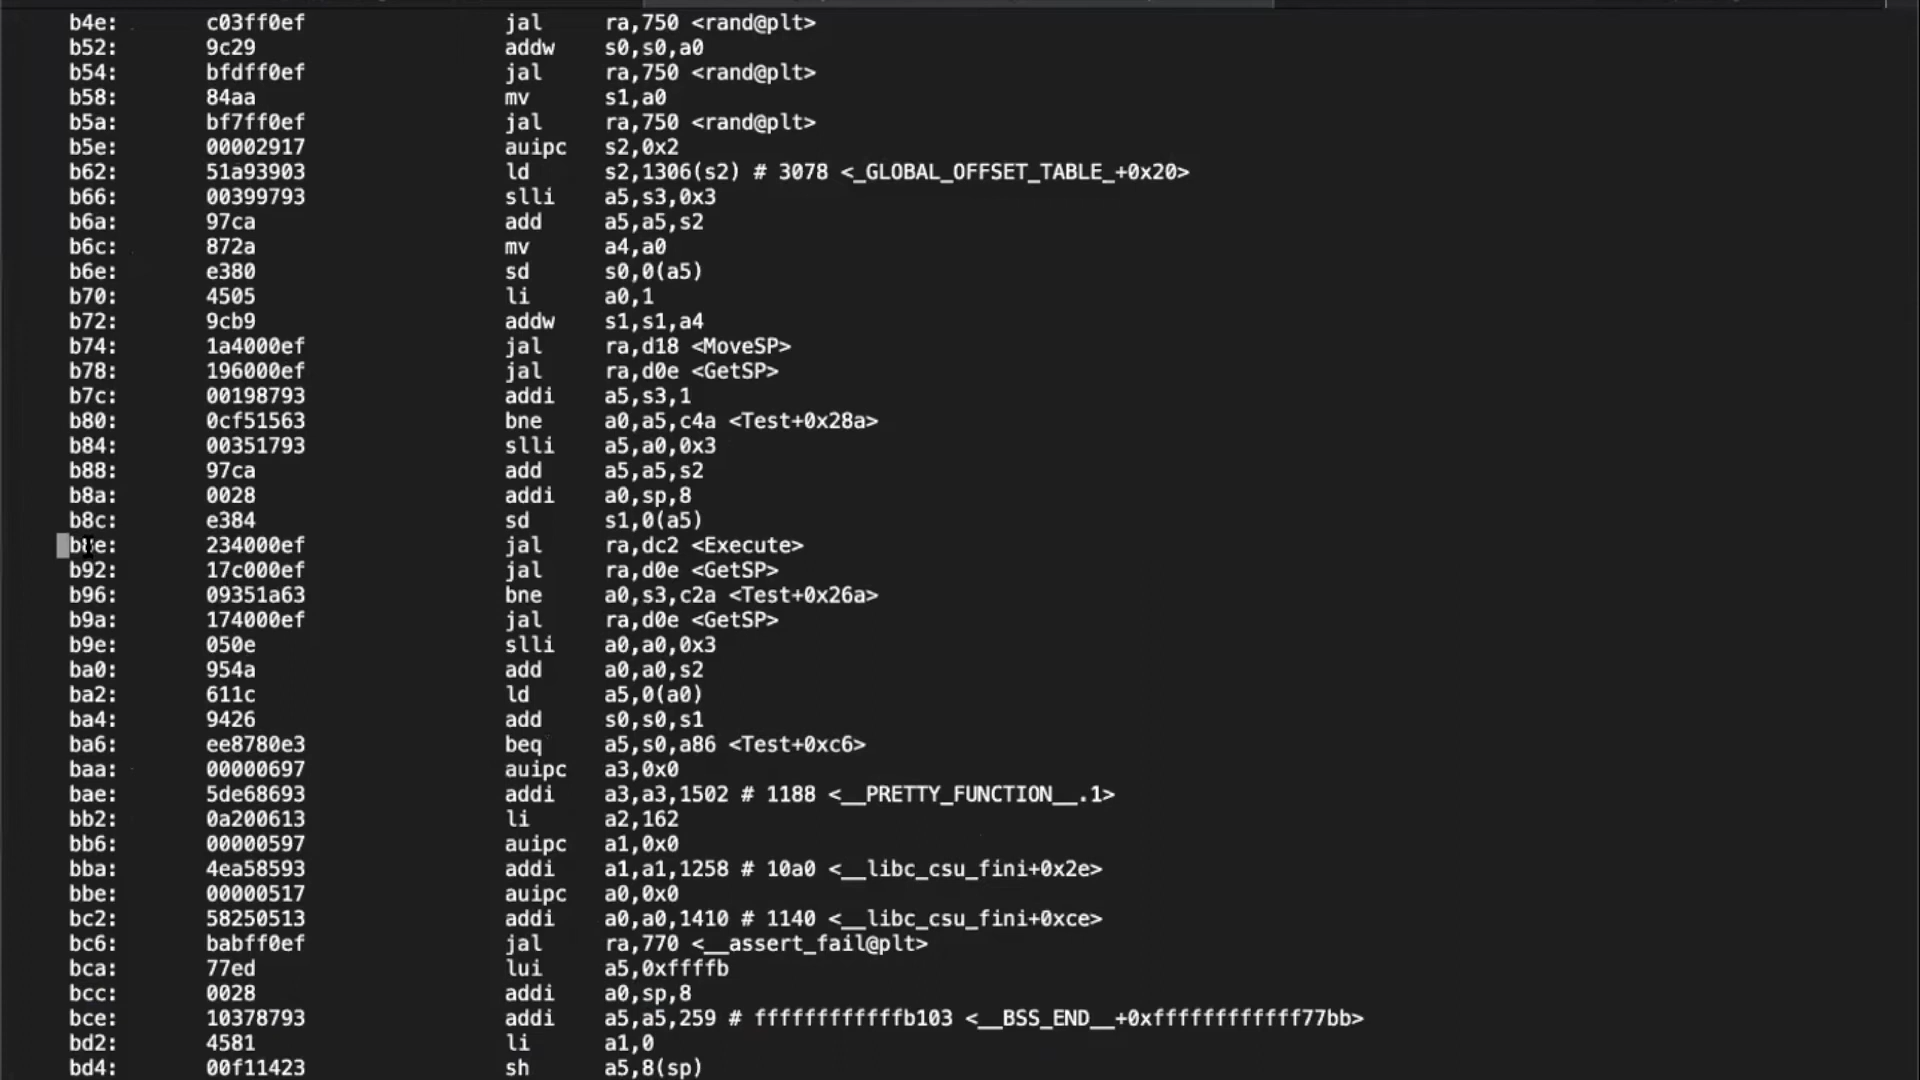 b4e: c03ff0ef jal ra,750 <rand@plt>
b52: 9c29 addw s0,s0,a0
b54: bfdff0ef jal ra,750 <rand@plt>
b58: 84aa mv s1,a0
b5a: bf7ff0ef jal ra,750 <rand@plt>
b5e: 00002917 auipc s2,0x2
b62: 51a93903 ld s2,1306(s2) # 3078 <_GLOBAL_OFFSET_TABLE_+0x20>
b66: 00399793 slli a5,s3,0x3
b6a: 97ca add a5,a5,s2
b6c: 872a mv a4,a0
b6e: e380 sd s0,0(a5)
b70: 4505 li a0,1
b72: 9cb9 addw s1,s1,a4
b74: 1a4000ef jal ra,d18 <MoveSP>
b78: 196000ef jal ra,d0e <GetSP>
b7c: 00198793 addi a5,s3,1
b80: 0cf51563 bne a0,a5,c4a <Test+0x28a>
b84: 00351793 slli a5,a0,0x3
b88: 97ca add a5,a5,s2
b8a: 0028 addi a0,sp,8
b8c: e384 sd s1,0(a5)
b8e: 234000ef jal ra,dc2 <Execute>
b92: 17c000ef jal ra,d0e <GetSP>
b96: 09351a63 bne a0,s3,c2a <Test+0x26a>
b9a: 174000ef jal ra,d0e <GetSP>
b9e: 050e slli a0,a0,0x3
ba0: 954a add a0,a0,s2
ba2: 611c ld a5,0(a0)
ba4: 9426 add s0,s0,s1
ba6: ee8780e3 beq a5,s0,a86 <Test+0xc6>
baa: 00000697 auipc a3,0x0
bae: 5de68693 addi a3,a3,1502 # 1188 <__PRETTY_FUNCTION__.1>
bb2: 0a200613 li a2,162
bb6: 00000597 auipc a1,0x0
bba: 4ea58593 addi a1,a1,1258 # 10a0 <__libc_csu_fini+0x2e>
bbe: 00000517 auipc a0,0x0
bc2: 58250513 addi a0,a0,1410 # 1140 <__libc_csu_fini+0xce>
bc6: babff0ef jal ra,770 <__assert_fail@plt>
bca: 77ed lui a5,0xffffb
bcc: 0028 addi a0,sp,8
bce: 10378793 addi a5,a5,259 # ffffffffffffb103 <__BSS_END__+0xffffffffffff77bb>
bd2: 4581 li a1,0
bd4: 00f11423 sh a5,8(sp)